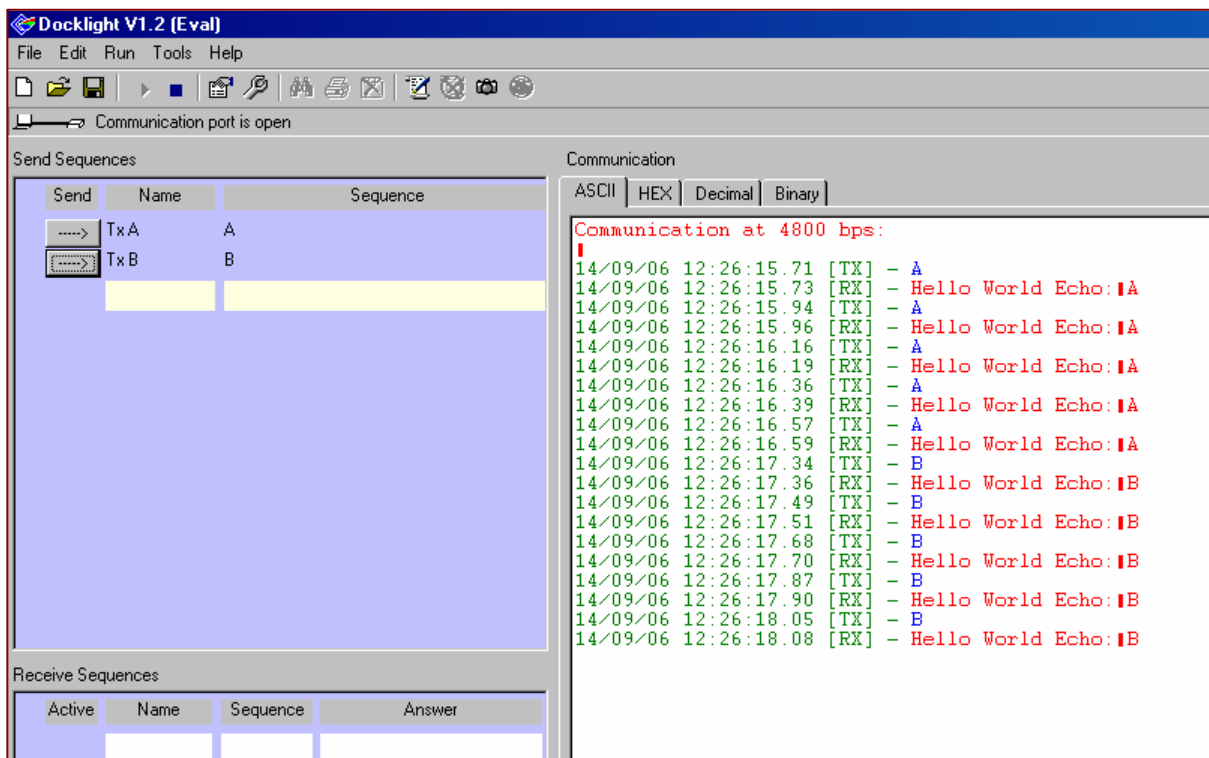 Docklight V1.2 (Eval)
File Edit Run Tools Help
Communication port is open
Send Sequences
Send Name Sequence
----> Tx A A
----> Tx B B
Receive Sequences
Active Name Sequence Answer
Communication
ASCII HEX Decimal Binary
Communication at 4800 bps:
14/09/06 12:26:15.71 [TX] - A
14/09/06 12:26:15.73 [RX] - Hello World Echo:▮A
14/09/06 12:26:15.94 [TX] - A
14/09/06 12:26:15.96 [RX] - Hello World Echo:▮A
14/09/06 12:26:16.16 [TX] - A
14/09/06 12:26:16.19 [RX] - Hello World Echo:▮A
14/09/06 12:26:16.36 [TX] - A
14/09/06 12:26:16.39 [RX] - Hello World Echo:▮A
14/09/06 12:26:16.57 [TX] - A
14/09/06 12:26:16.59 [RX] - Hello World Echo:▮A
14/09/06 12:26:17.34 [TX] - B
14/09/06 12:26:17.36 [RX] - Hello World Echo:▮B
14/09/06 12:26:17.49 [TX] - B
14/09/06 12:26:17.51 [RX] - Hello World Echo:▮B
14/09/06 12:26:17.68 [TX] - B
14/09/06 12:26:17.70 [RX] - Hello World Echo:▮B
14/09/06 12:26:17.87 [TX] - B
14/09/06 12:26:17.90 [RX] - Hello World Echo:▮B
14/09/06 12:26:18.05 [TX] - B
14/09/06 12:26:18.08 [RX] - Hello World Echo:▮B